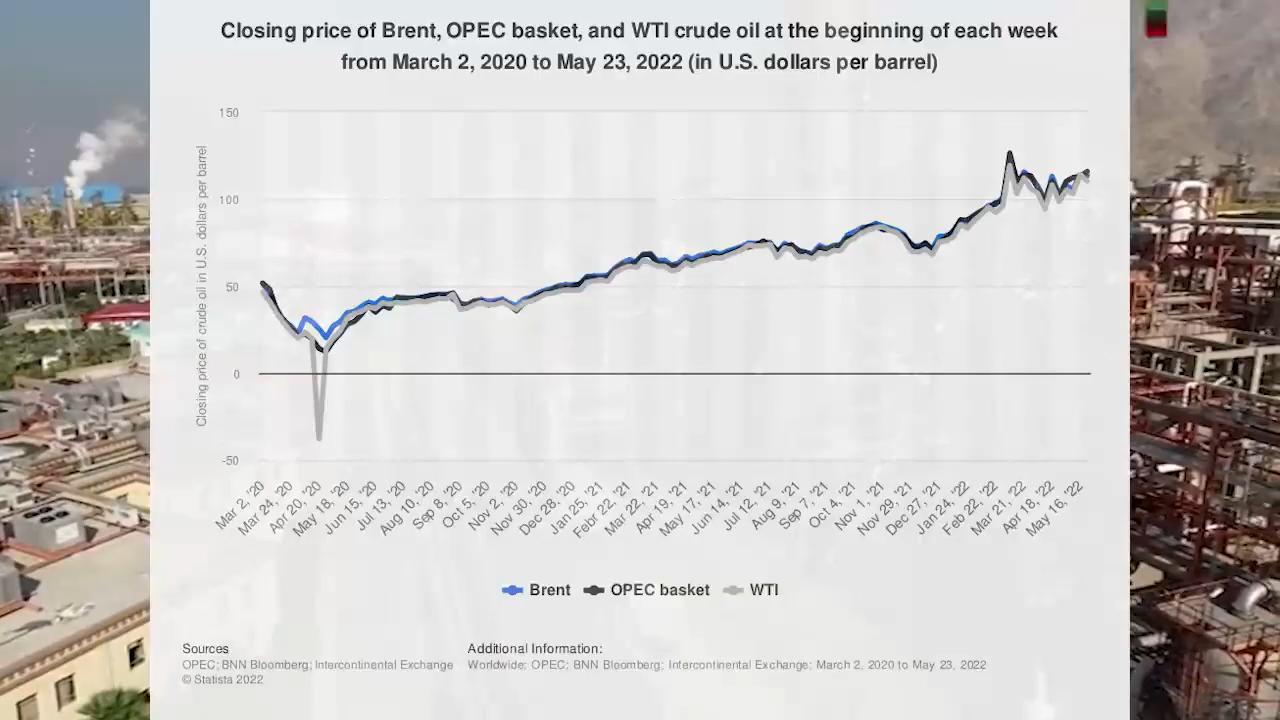 Closing price of Brent, OPEC basket, and WTI crude oil at the beginning of each week
from March 2, 2020 to May 23, 2022 (in U.S. dollars per barrel)
Closing price of crude oil in U.S. dollars per barrel
150
100
50
0
-50
Mar 2, '20
Mar 24, '20
Apr 20, '20
May 18, '20
Jun 15, '20
Jul 13, '20
Aug 10, '20
Sep 8, '20
Oct 5, '20
Nov 2, '20
Nov 30, '20
Dec 28, '20
Jan 25, '21
Febr 22, '21
Mar 22, '21
Apr 19, '21
May 17, '21
Jun 14, '21
Jul 12, '21
Aug 9, '21
Sep 7, '21
Oct 4, '21
Nov 1, '21
Nov 29, '21
Dec 27, '21
Jan 24, '22
Feb 22, '22
Mar 21, '22
Apr 18, '22
May 16, '22
Brent OPEC basket WTI
Sources
OPEC; BNN Bloomberg; Intercontinental Exchange
© Statista 2022
Additional Information:
Worldwide: OPEC; BNN Bloomberg; Intercontinental Exchange; March 2, 2020 to May 23, 2022